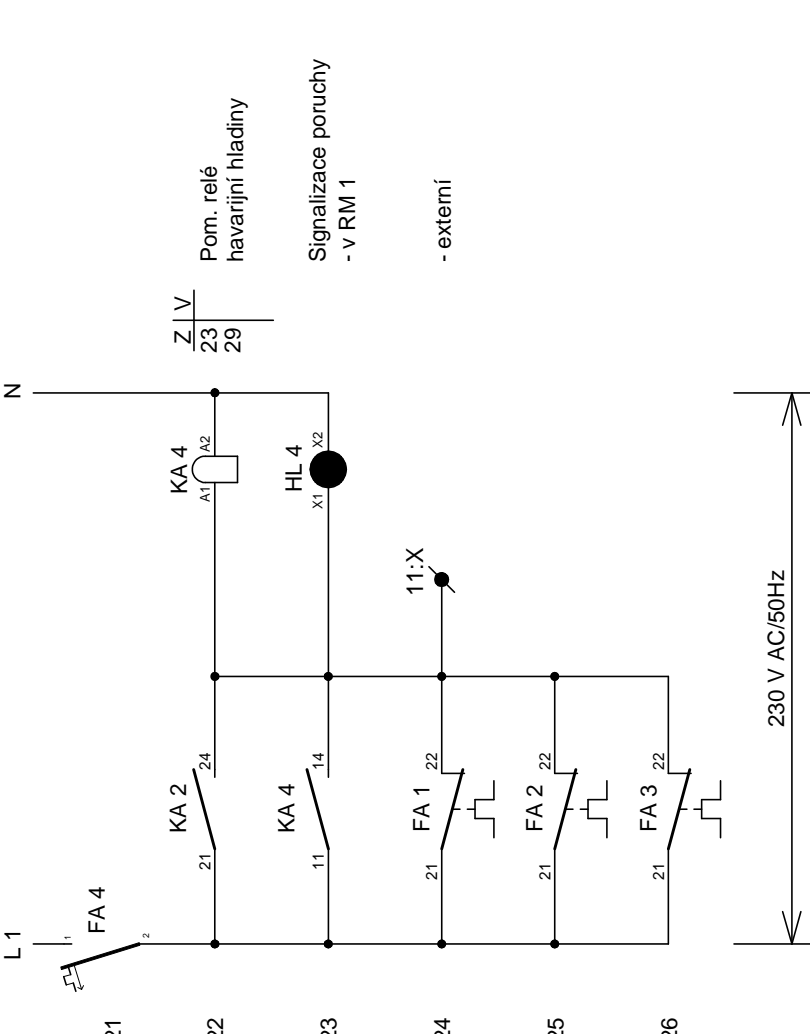 L1
N
FA 4
1
2
21
22
23
24
25
26
KA 2
21
24
KA 4
A1
A2
Z
V
23
29
Pom. relé
havarijní hladiny
KA 4
11
14
HL 4
X1
X2
Signalizace poruchy
- v RM 1
FA 1
21
22
11:X
- externí
FA 2
21
22
FA 3
21
22
230 V AC/50Hz